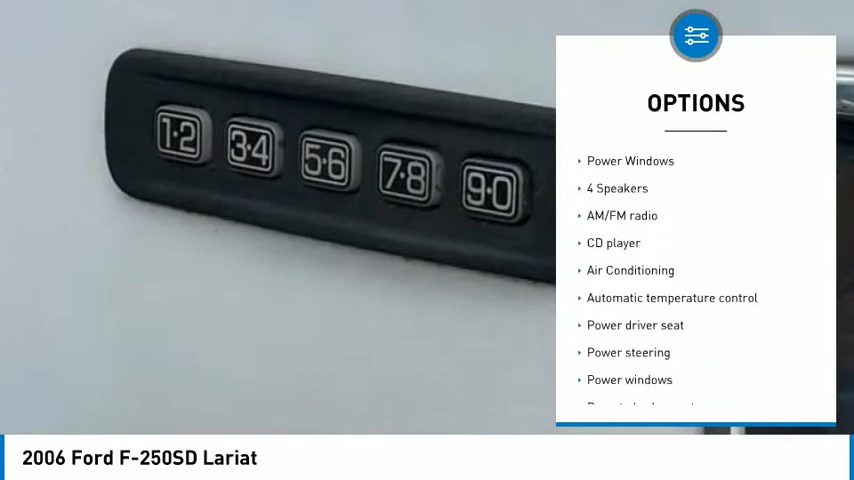 1·2 3·4 5·6 7·8 9·0
OPTIONS
Power Windows
4 Speakers
AM/FM radio
CD player
Air Conditioning
Automatic temperature control
Power driver seat
Power steering
Power windows
2006 Ford F-250SD Lariat